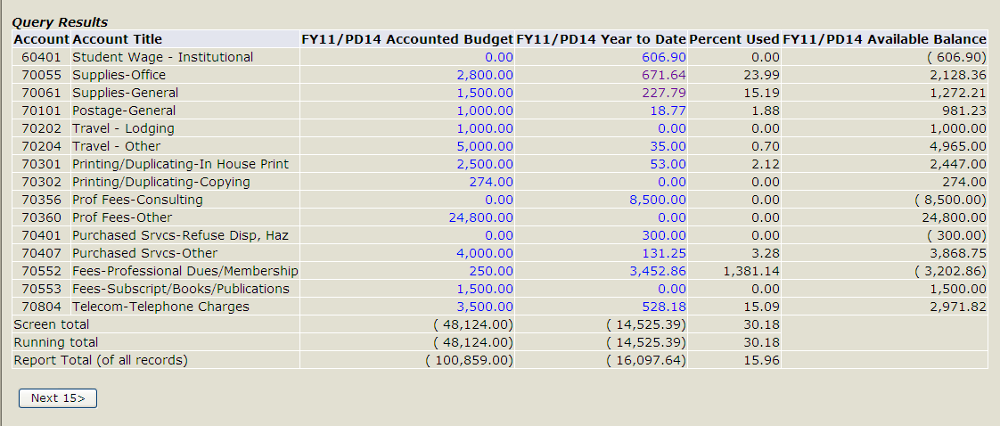 Query Results
Account Account Title FY11/PD14 Accounted Budget FY11/PD14 Year to Date Percent Used FY11/PD14 Available Balance
60401 Student Wage - Institutional 0.00 606.90 0.00 ( 606.90)
70055 Supplies-Office 2,800.00 671.64 23.99 2,128.36
70061 Supplies-General 1,500.00 227.79 15.19 1,272.21
70101 Postage-General 1,000.00 18.77 1.88 981.23
70202 Travel - Lodging 1,000.00 0.00 0.00 1,000.00
70204 Travel - Other 5,000.00 35.00 0.70 4,965.00
70301 Printing/Duplicating-In House Print 2,500.00 53.00 2.12 2,447.00
70302 Printing/Duplicating-Copying 274.00 0.00 0.00 274.00
70356 Prof Fees-Consulting 0.00 8,500.00 0.00 ( 8,500.00)
70360 Prof Fees-Other 24,800.00 0.00 0.00 24,800.00
70401 Purchased Srvcs-Refuse Disp, Haz 0.00 300.00 0.00 ( 300.00)
70407 Purchased Srvcs-Other 4,000.00 131.25 3.28 3,868.75
70552 Fees-Professional Dues/Membership 250.00 3,452.86 1,381.14 ( 3,202.86)
70553 Fees-Subscript/Books/Publications 1,500.00 0.00 0.00 1,500.00
70804 Telecom-Telephone Charges 3,500.00 528.18 15.09 2,971.82
Screen total ( 48,124.00) ( 14,525.39) 30.18
Running total ( 48,124.00) ( 14,525.39) 30.18
Report Total (of all records) ( 100,859.00) ( 16,097.64) 15.96
Next 15>